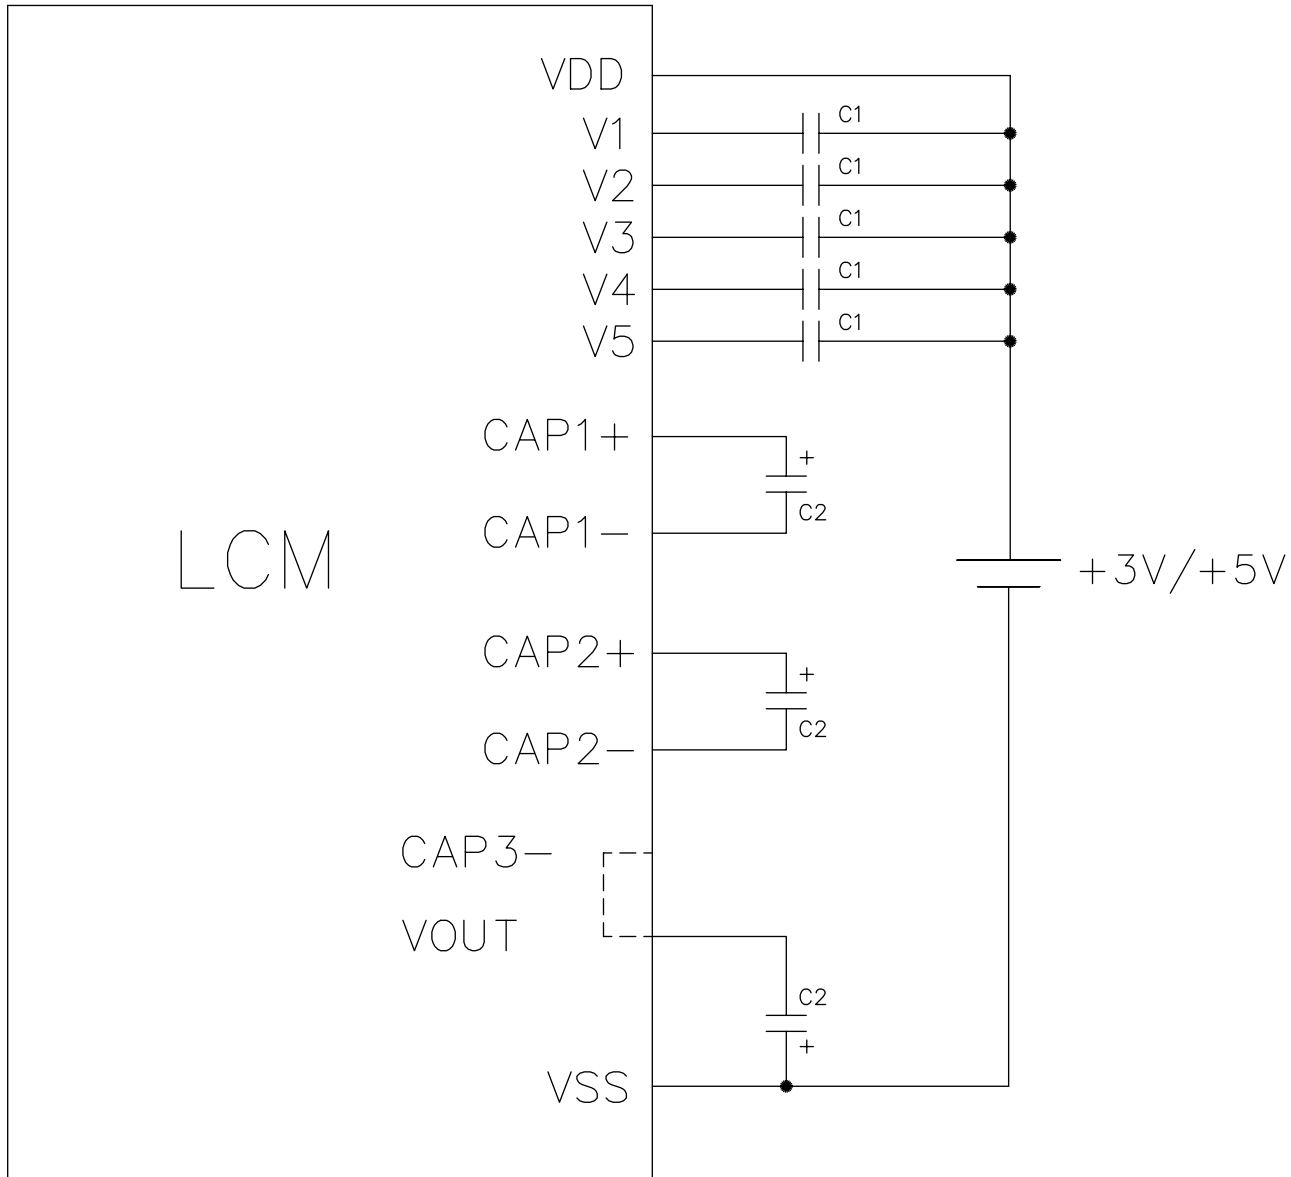 VDD
C1
V1
C1
V2
C1
V3
C1
V4
C1
V5
CAP1+
+
C2
CAP1-
LCM
+3V/+5V
CAP2+
+
C2
CAP2-
CAP3-
VOUT
C2
+
VSS